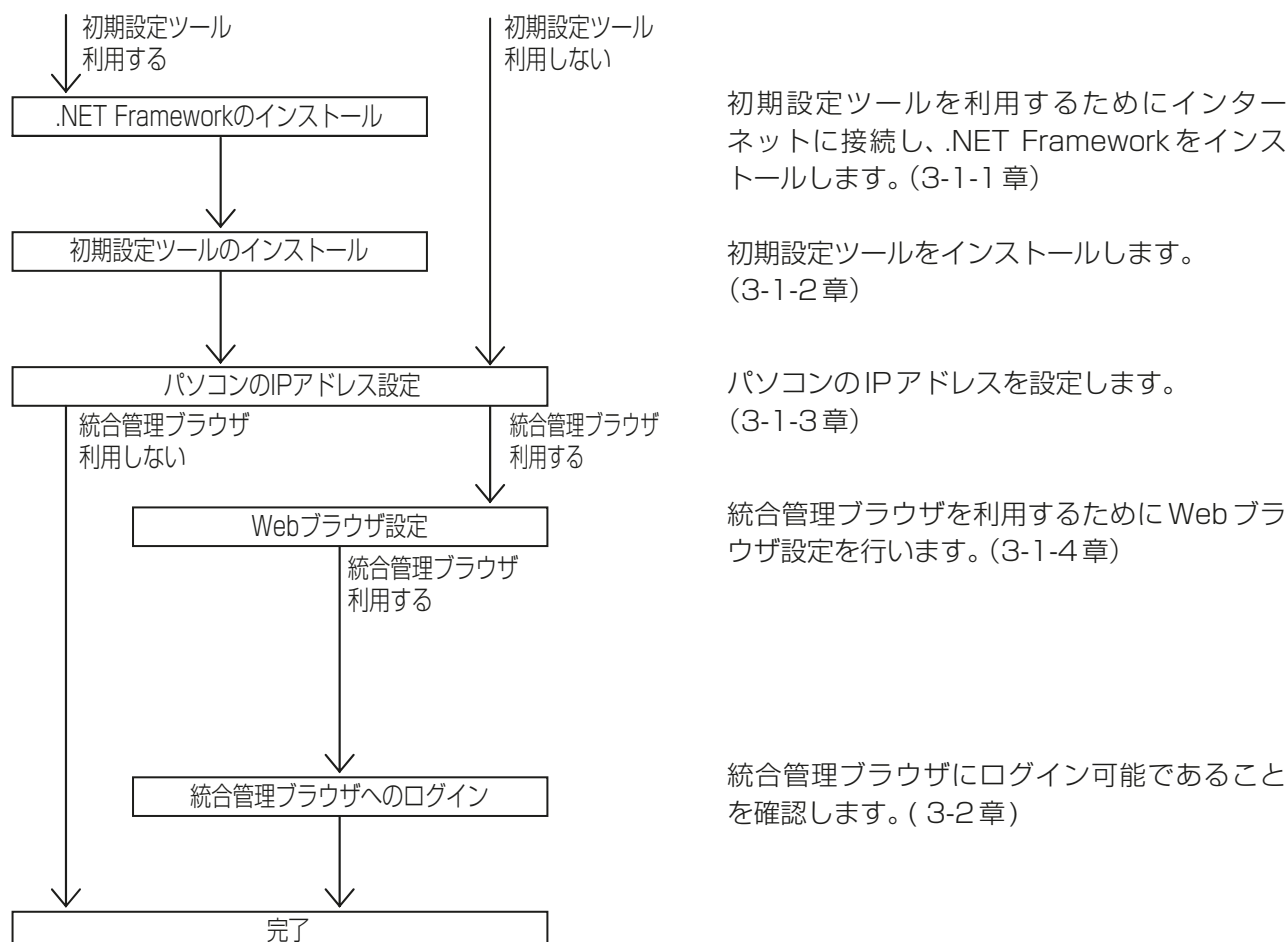 初期設定ツール
利用する
初期設定ツール
利用しない
.NET Frameworkのインストール
初期設定ツールを利用するためにインター
ネットに接続し、.NET Frameworkをインス
トールします。(3-1-1章)
初期設定ツールのインストール
初期設定ツールをインストールします。
(3-1-2章)
パソコンのIPアドレス設定
パソコンのIPアドレスを設定します。
(3-1-3章)
統合管理ブラウザ
利用しない
統合管理ブラウザ
利用する
Webブラウザ設定
統合管理ブラウザを利用するためにWebブラ
ウザ設定を行います。(3-1-4章)
統合管理ブラウザ
利用する
統合管理ブラウザへのログイン
統合管理ブラウザにログイン可能であること
を確認します。( 3-2章)
完了